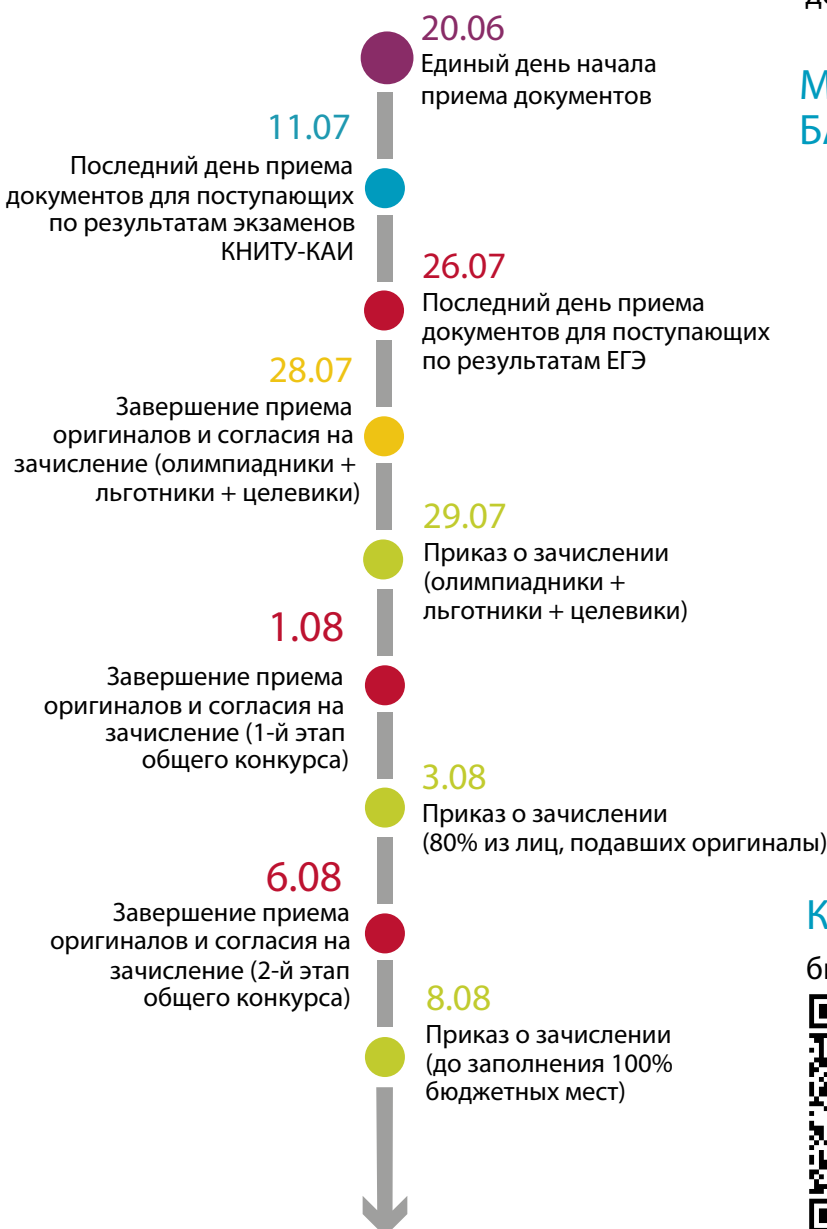 20.06
Единый день начала
приема документов
11.07
Последний день приема
документов для поступающих
по результатам экзаменов
КНИТУ-КАИ
26.07
Последний день приема
документов для поступающих
по результатам ЕГЭ
28.07
Завершение приема
оригиналов и согласия на
зачисление (олимпиадники +
льготники + целевики)
29.07
Приказ о зачислении
(олимпиадники +
льготники + целевики)
1.08
Завершение приема
оригиналов и согласия на
зачисление (1-й этап
общего конкурса)
3.08
Приказ о зачислении
(80% из лиц, подавших оригиналы)
6.08
Завершение приема
оригиналов и согласия на
зачисление (2-й этап
общего конкурса)
8.08
Приказ о зачислении
(до заполнения 100%
бюджетных мест)